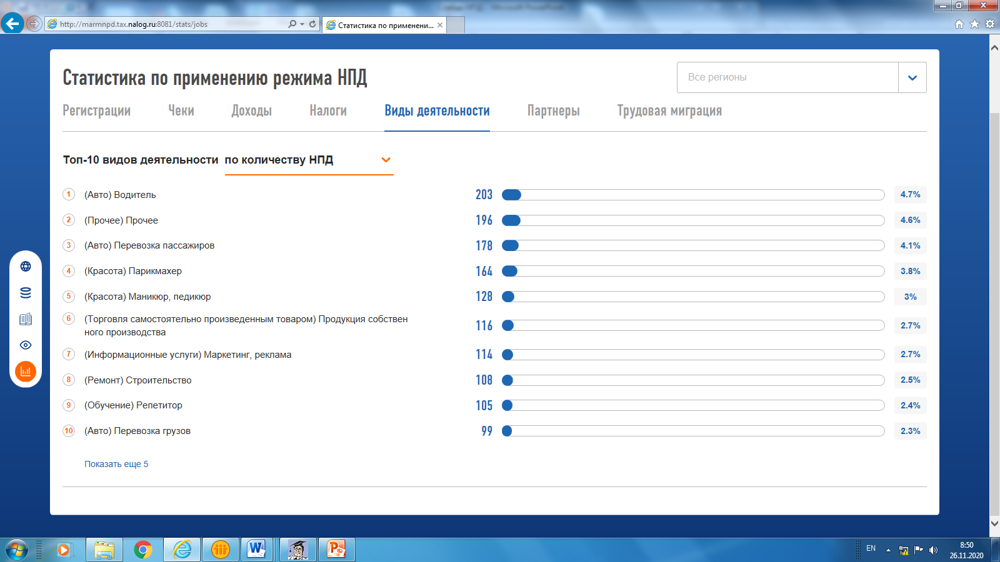 http://marmnpd.tax.nalog.ru:8081/stats/jobs
Статистика по применени...
Статистика по применению режима НПД
Все регионы
Регистрации Чеки Доходы Налоги Виды деятельности Партнеры Трудовая миграция
Топ-10 видов деятельности по количеству НПД
1 (Авто) Водитель 203 4.7%
2 (Прочее) Прочее 196 4.6%
3 (Авто) Перевозка пассажиров 178 4.1%
4 (Красота) Парикмахер 164 3.8%
5 (Красота) Маникюр, педикюр 128 3%
6 (Торговля самостоятельно произведенным товаром) Продукция собствен
ного производства 116 2.7%
7 (Информационные услуги) Маркетинг, реклама 114 2.7%
8 (Ремонт) Строительство 108 2.5%
9 (Обучение) Репетитор 105 2.4%
10 (Авто) Перевозка грузов 99 2.3%
Показать еще 5
EN
8:50
26.11.2020